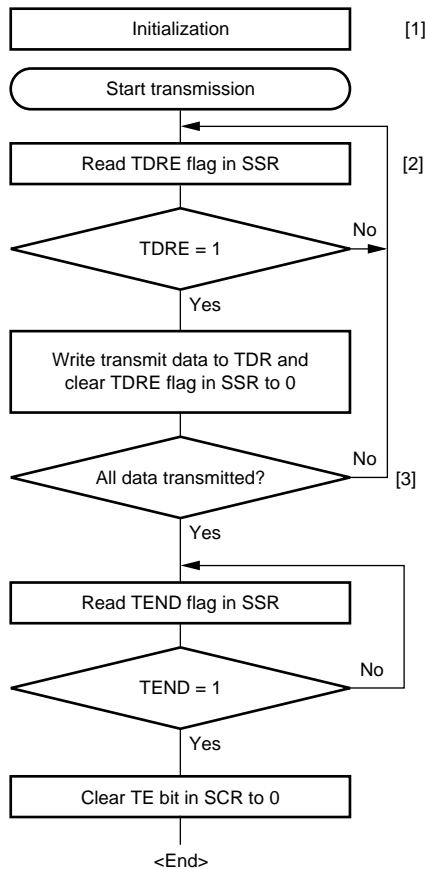 Initialization
[1]
Start transmission
Read TDRE flag in SSR
[2]
TDRE = 1
No
Yes
Write transmit data to TDR and
clear TDRE flag in SSR to 0
All data transmitted?
No
[3]
Yes
Read TEND flag in SSR
TEND = 1
No
Yes
Clear TE bit in SCR to 0
<End>